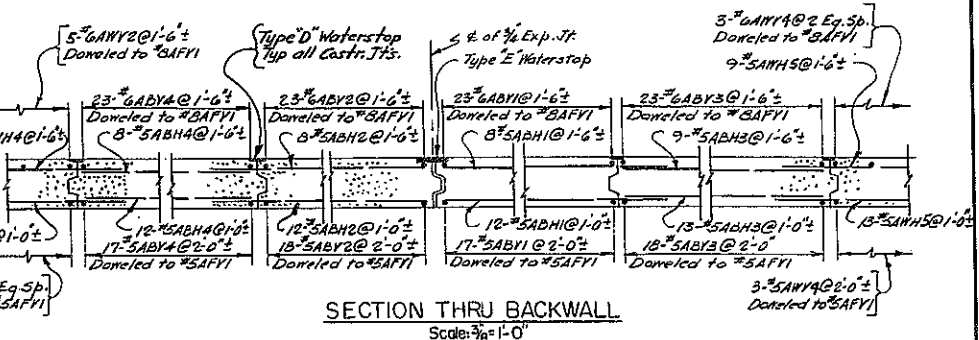 5-#6AWY2@1'-6"±
Doweled to #8AFY1
Type "D" Waterstop
Typ all Constr. Jts.
℄ of 3/4" Exp. Jt.
Type "E" Waterstop
3-#6AWY4@2 Eq. Sp.
Doweled to #8AFY1
9-#5AWH5@1'-6"±
23-#6ABY4@1'-6"±
Doweled to #8AFY1
23-#6ABY2@1'-6"±
Doweled to #8AFY1
23-#6ABY1@1'-6"±
Doweled to #8AFY1
23-#6ABY3@1'-6"±
Doweled to #8AFY1
WH4@1'-6"±
8-#5ABH4@1'-6"±
8-#5ABH2@1'-6"±
8-#5ABH1@1'-6"±
9-#5ABH3@1'-6"±
@1'-0"±
12-#5ABH4@1'-0"±
12-#5ABH2@1'-0"±
12-#5ABH1@1'-0"±
13-#5ABH3@1'-0"±
13-#5AWH5@1'-0"±
17-#5ABY4@2'-0"±
Doweled to #5AFY1
18-#5ABY2@2'-0"±
Doweled to #5AFY1
17-#5ABY1@2'-0"±
Doweled to #5AFY1
18-#5ABY3@2'-0"
Doweled to #5AFY1
Eq. Sp.
5AFY1
3-#5AWY4@2'-0"±
Doweled to #5AFY1
SECTION THRU BACKWALL
Scale: 3/8"=1'-0"